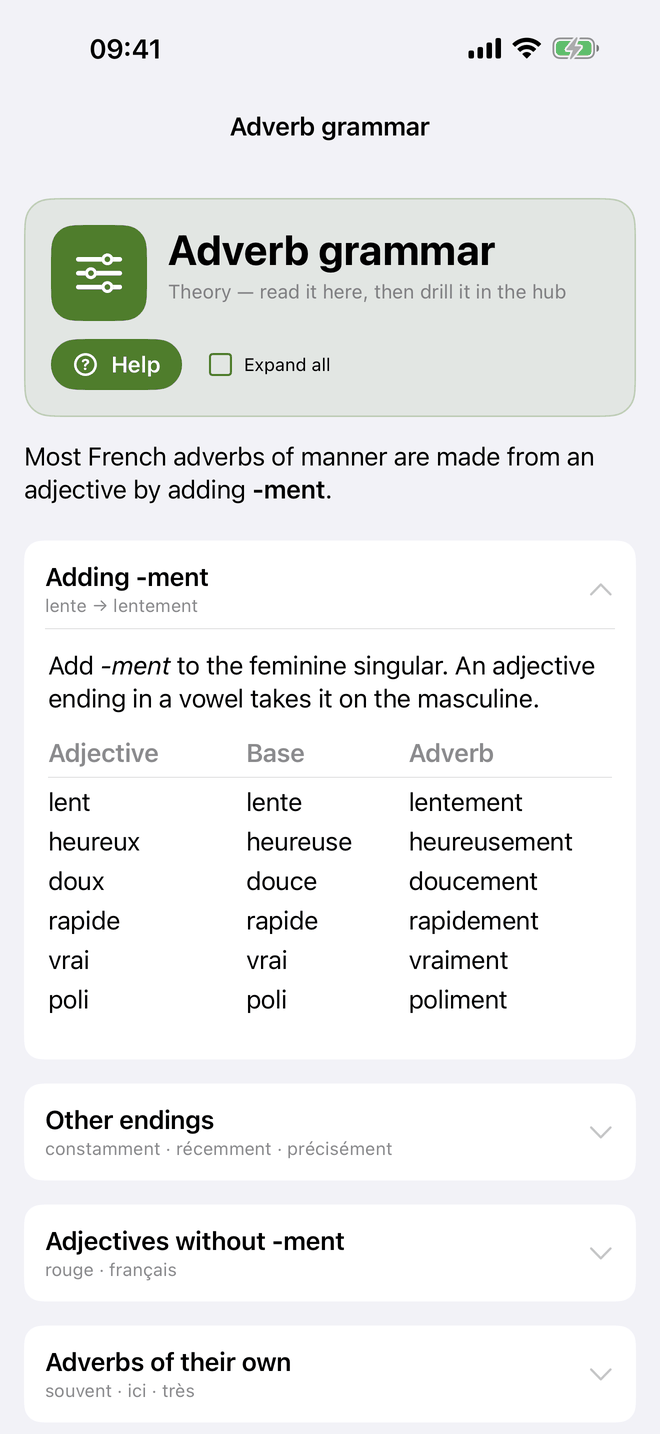 09:41
Adverb grammar
Adverb grammar
Theory — read it here, then drill it in the hub
Help
Expand all
Most French adverbs of manner are made from an
adjective by adding -ment.
Adding -ment
lente → lentement
Add -ment to the feminine singular. An adjective
ending in a vowel takes it on the masculine.
Adjective Base Adverb
lent lente lentement
heureux heureuse heureusement
doux douce doucement
rapide rapide rapidement
vrai vrai vraiment
poli poli poliment
Other endings
constamment · récemment · précisément
Adjectives without -ment
rouge · français
Adverbs of their own
souvent · ici · très